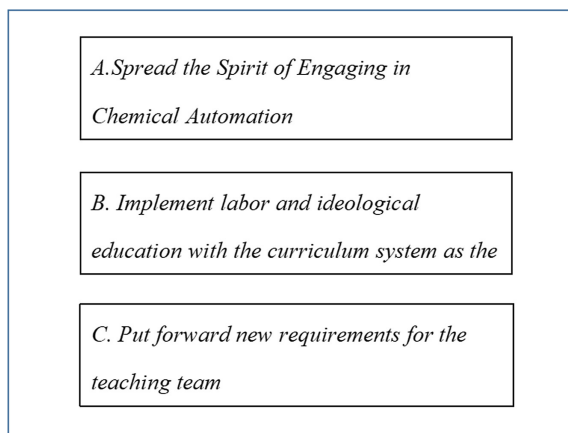 A.Spread the Spirit of Engaging in
Chemical Automation
B. Implement labor and ideological
education with the curriculum system as the
C. Put forward new requirements for the
teaching team